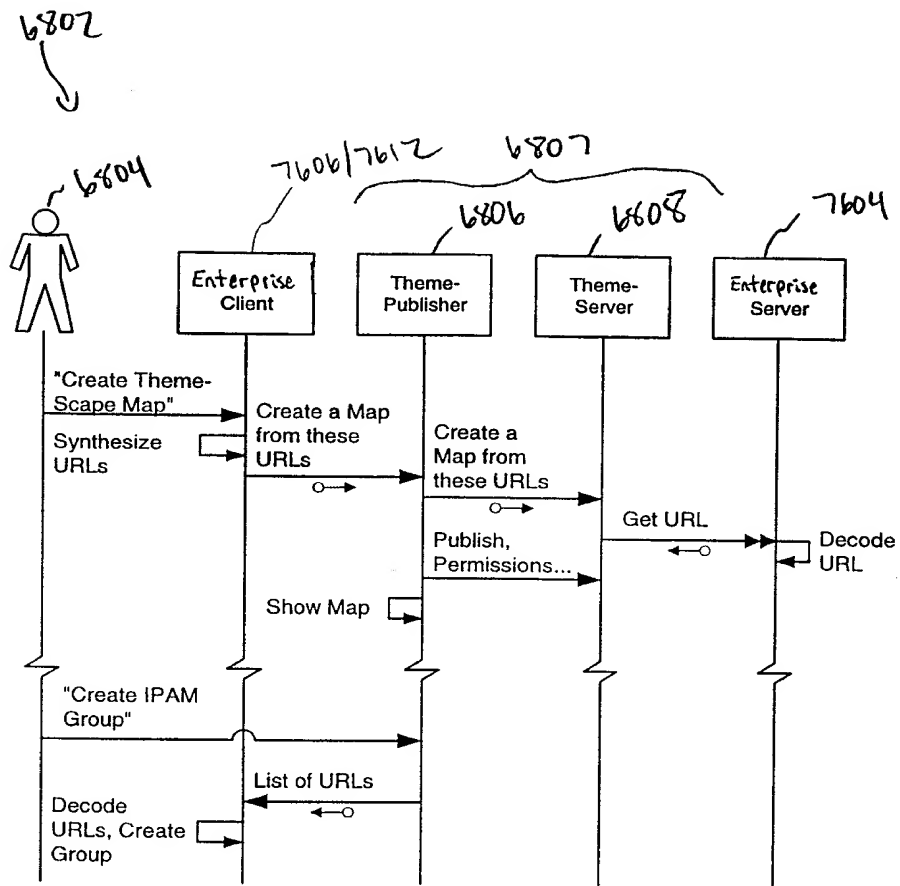 6802
6804
7606/7612
6807
6806
6808
7604
Enterprise
Client
Theme-
Publisher
Theme-
Server
Enterprise
Server
"Create Theme-
Scape Map"
Synthesize
URLs
Create a Map
from these
URLs
Create a
Map from
these URLs
Get URL
Decode
URL
Publish,
Permissions...
Show Map
"Create IPAM
Group"
List of URLs
Decode
URLs, Create
Group